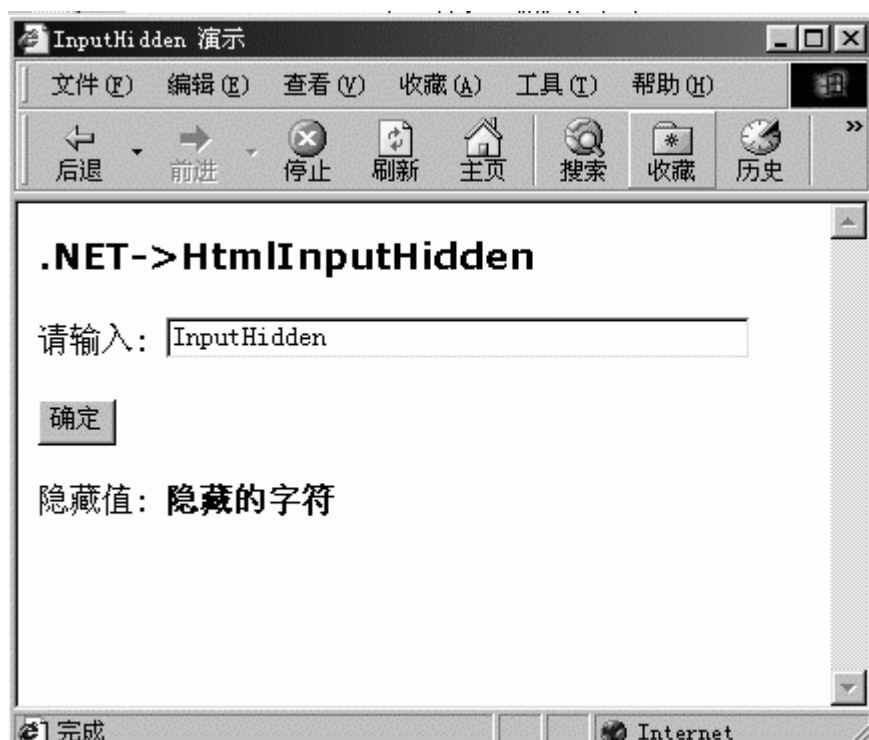 InputHidden 演示
文件(F) 编辑(E) 查看(V) 收藏(A) 工具(T) 帮助(H)
后退 前进 停止 刷新 主页 搜索 收藏 历史 »
.NET->HtmlInputHidden
请输入: InputHidden
确定
隐藏值: 隐藏的字符
完成 Internet